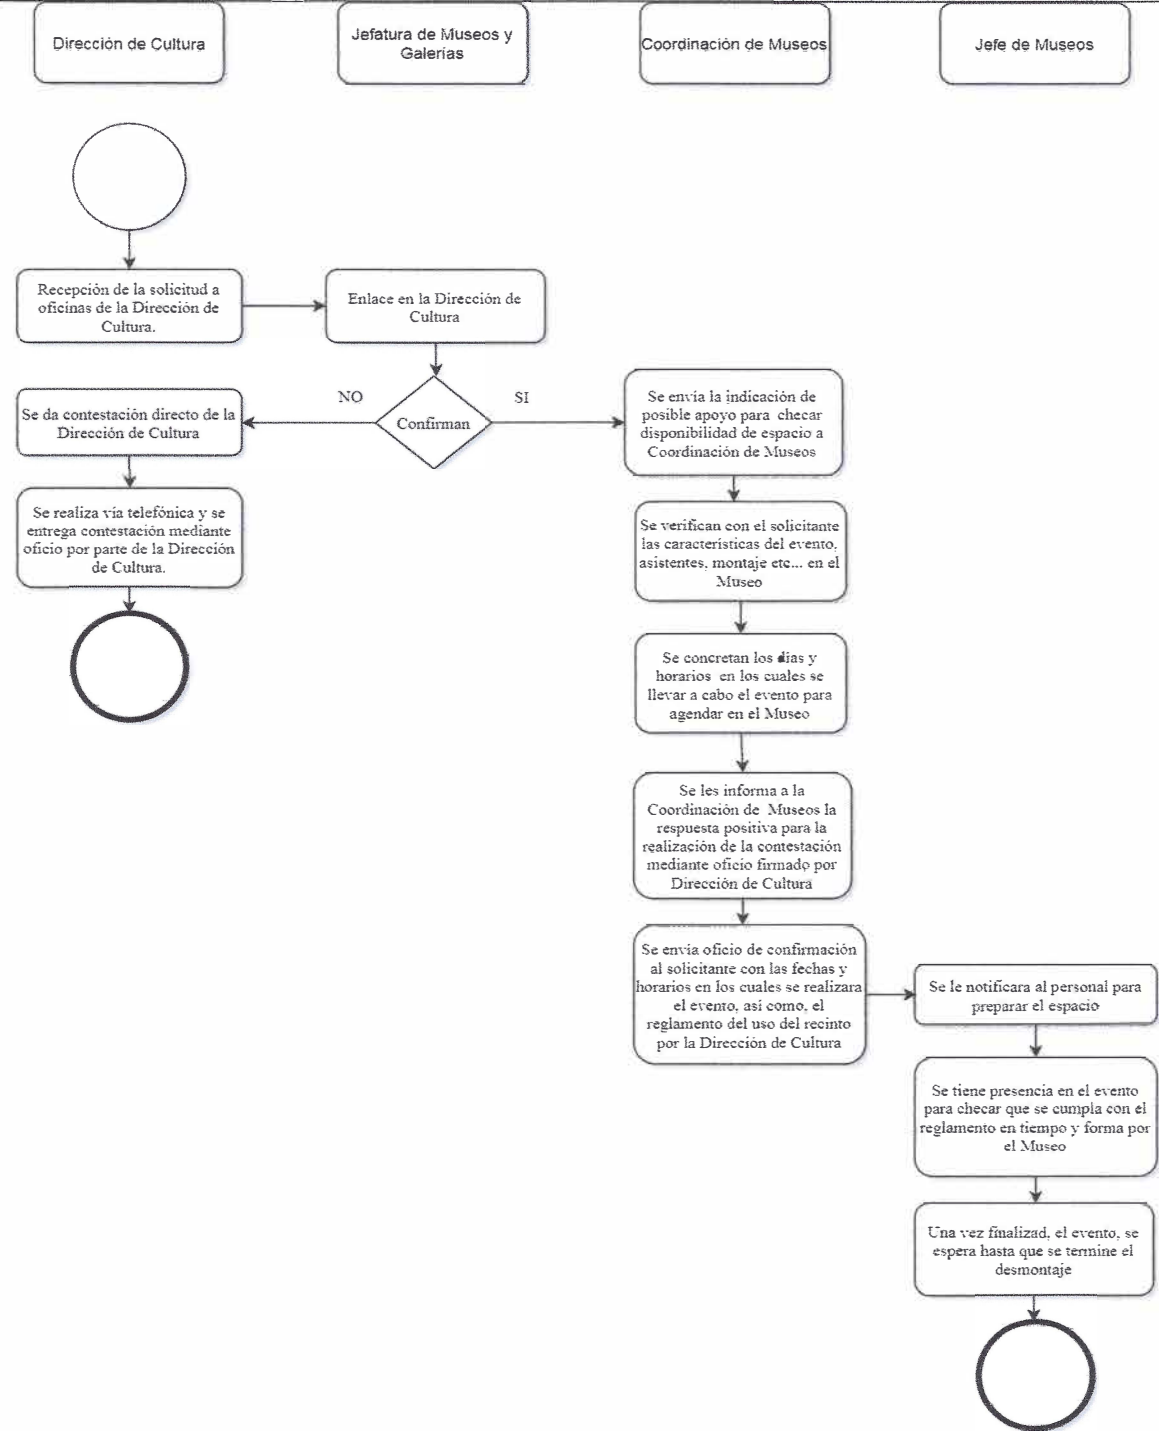 Dirección de Cultura
Jefatura de Museos y
Galerías
Coordinación de Museos
Jefe de Museos
Recepción de la solicitud a
oficinas de la Dirección de
Cultura.
Enlace en la Dirección de
Cultura
Confirman
NO
SI
Se da contestación directo de la
Dirección de Cultura
Se realiza vía telefónica y se
entrega contestación mediante
oficio por parte de la Dirección
de Cultura.
Se envía la indicación de
posible apoyo para checar
disponibilidad de espacio a
Coordinación de Museos
Se verifican con el solicitante
las características del evento,
asistentes, montaje etc... en el
Museo
Se concretan los días y
horarios en los cuales se
llevar a cabo el evento para
agendar en el Museo
Se les informa a la
Coordinación de Museos la
respuesta positiva para la
realización de la contestación
mediante oficio firmado por
Dirección de Cultura
Se envía oficio de confirmación
al solicitante con las fechas y
horarios en los cuales se realizara
el evento, así como, el
reglamento del uso del recinto
por la Dirección de Cultura
Se le notificara al personal para
preparar el espacio
Se tiene presencia en el evento
para checar que se cumpla con el
reglamento en tiempo y forma por
el Museo
Una vez finalizad, el evento, se
espera hasta que se termine el
desmontaje